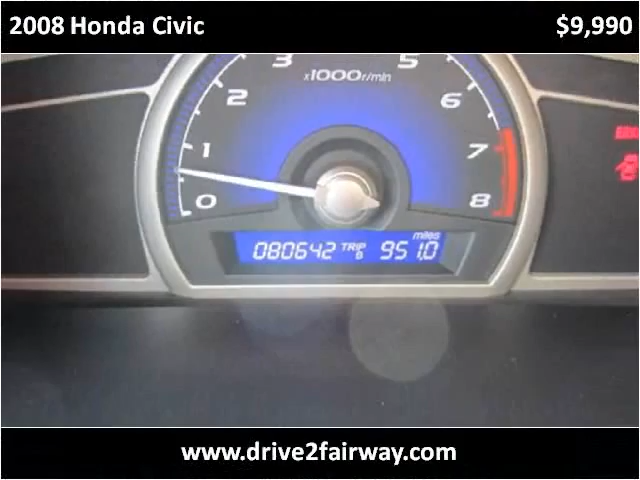 2008 Honda Civic $9,990
3 5
x1000r/min
2 6
1 7
0 8
miles
080642 TRIP B 951.0
www.drive2fairway.com